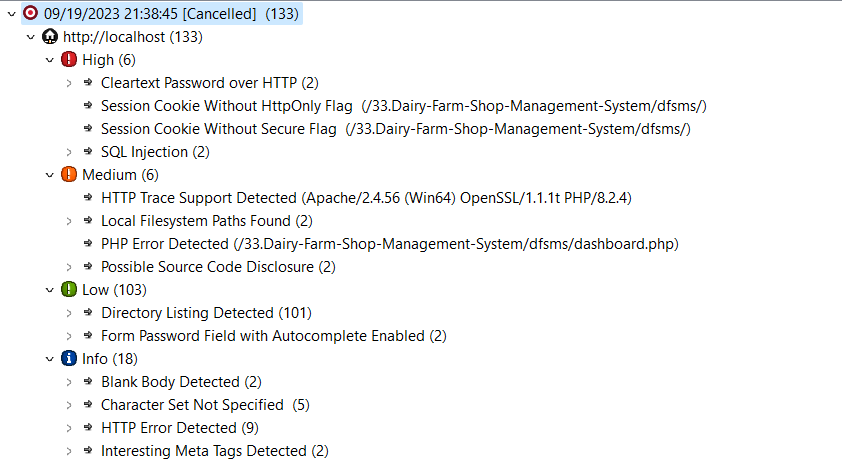 09/19/2023 21:38:45 [Cancelled] (133)
http://localhost (133)
High (6)
Cleartext Password over HTTP (2)
Session Cookie Without HttpOnly Flag (/33.Dairy-Farm-Shop-Management-System/dfsms/)
Session Cookie Without Secure Flag (/33.Dairy-Farm-Shop-Management-System/dfsms/)
SQL Injection (2)
Medium (6)
HTTP Trace Support Detected (Apache/2.4.56 (Win64) OpenSSL/1.1.1t PHP/8.2.4)
Local Filesystem Paths Found (2)
PHP Error Detected (/33.Dairy-Farm-Shop-Management-System/dfsms/dashboard.php)
Possible Source Code Disclosure (2)
Low (103)
Directory Listing Detected (101)
Form Password Field with Autocomplete Enabled (2)
Info (18)
Blank Body Detected (2)
Character Set Not Specified (5)
HTTP Error Detected (9)
Interesting Meta Tags Detected (2)